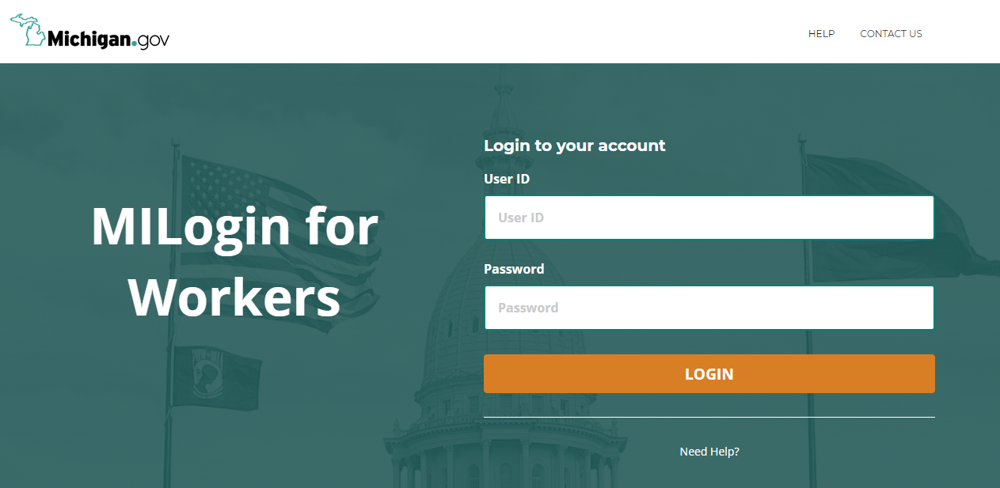 Michigan.gov
HELP
CONTACT US
MILogin for
Workers
Login to your account
User ID
User ID
Password
Password
LOGIN
Need Help?